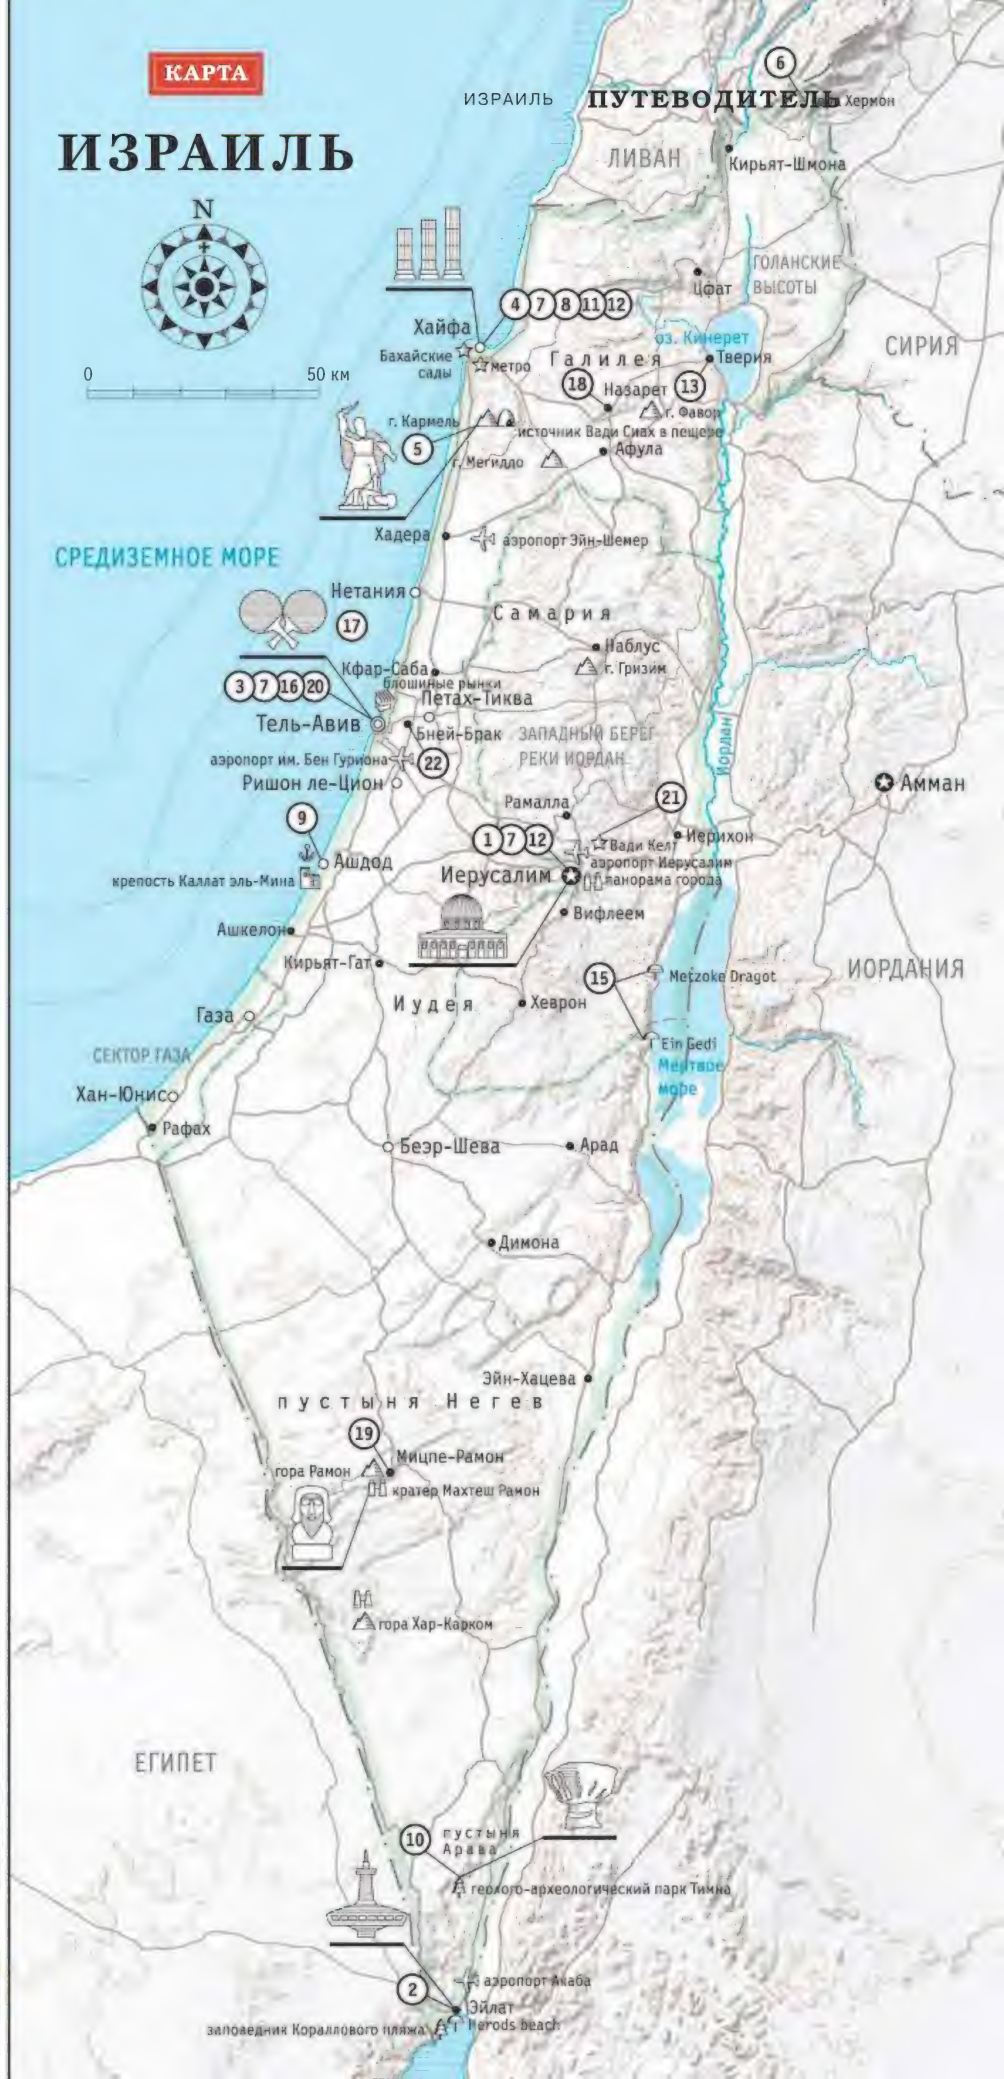 КАРТА
ИЗРАИЛЬ
ИЗРАИЛЬ ПУТЕВОДИТЕЛЬ
6
Хермон
ЛИВАН
Кирьят-Шмона
N
ГОЛАНСКИЕ
ВЫСОТЫ
Цфат
4 7 8 11 12
Хайфа
оз. Кинерет
СИРИЯ
Бахайские
сады
метро
Галилея
Тверия
0 50 км
18
Назарет
13
г. Фавор
г. Кармель
источник Вади Сиах в пещере
5
Афула
г. Мегиддо
Хадера
аэропорт Эйн-Шемер
СРЕДИЗЕМНОЕ МОРЕ
Нетания
17
Самария
Наблус
г. Гризим
Кфар-Саба
блошиные рынки
3 7 16 20
Петах-Тиква
Тель-Авив
Бней-Брак
ЗАПАДНЫЙ БЕРЕГ
РЕКИ ИОРДАН
Иордан
аэропорт им. Бен Гуриона
22
Ришон ле-Цион
Амман
21
Рамалла
9
1 7 12
Иерихон
Вади Келт
аэропорт Иерусалим
Ашдод
Иерусалим
панорама города
крепость Каллат эль-Мина
Вифлеем
Ашкелон
Кирьят-Гат
15
Metzoke Dragot
ИОРДАНИЯ
Иудея
Хеврон
Газа
Ein Gedi
СЕКТОР ГАЗА
Мертвое
море
Хан-Юнис
Рафах
Беэр-Шева
Арад
Димона
Эйн-Хацева
пустыня Негев
19
Мицпе-Рамон
гора Рамон
кратер Махтеш Рамон
гора Хар-Карком
ЕГИПЕТ
10
пустыня
Арава
геолого-археологический парк Тимна
2
аэропорт Акаба
Эйлат
Herods beach
заповедник Кораллового пляжа